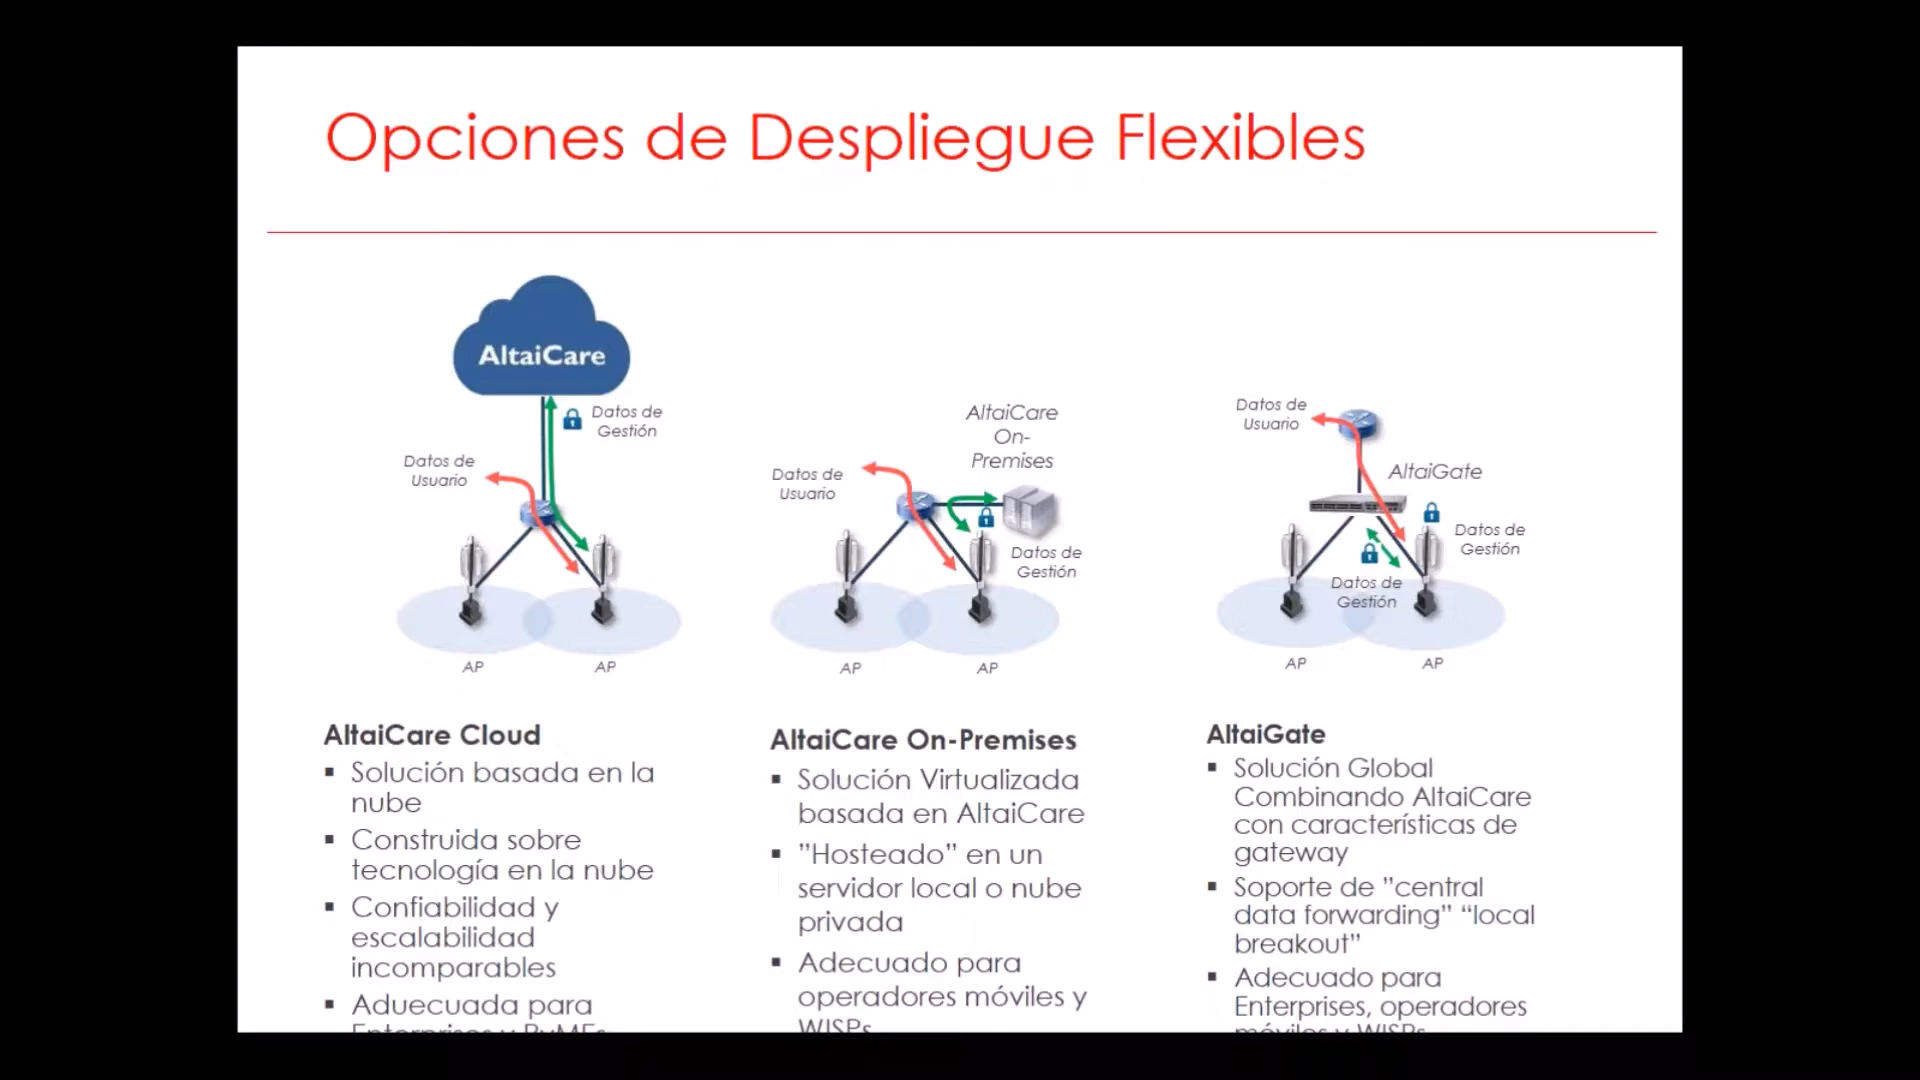 Opciones de Despliegue Flexibles
AltaiCare
Datos de
Gestión
Datos de
Usuario
AP
AP
AltaiCare
On-
Premises
Datos de
Usuario
Datos de
Gestión
AP
AP
Datos de
Usuario
AltaiGate
Datos de
Gestión
Datos de
Gestión
AP
AP
AltaiCare Cloud
▪ Solución basada en la
nube
▪ Construida sobre
tecnología en la nube
▪ Confiabilidad y
escalabilidad
incomparables
▪ Aduecuada para
Enterprises y PyMEs
AltaiCare On-Premises
▪ Solución Virtualizada
basada en AltaiCare
▪ ”Hosteado” en un
servidor local o nube
privada
▪ Adecuado para
operadores móviles y
WISPs
AltaiGate
▪ Solución Global
Combinando AltaiCare
con características de
gateway
▪ Soporte de ”central
data forwarding” “local
breakout”
▪ Adecuado para
Enterprises, operadores
móviles y WISPs